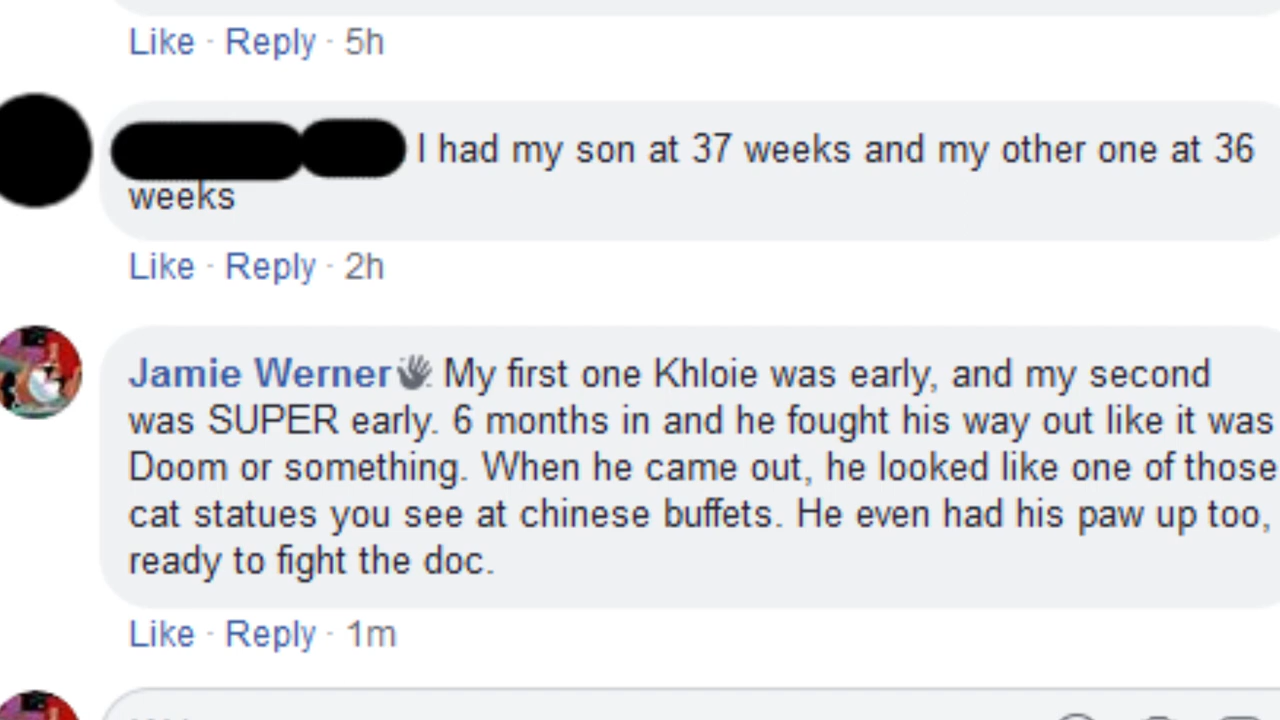 Like · Reply · 5h
I had my son at 37 weeks and my other one at 36
weeks
Like · Reply · 2h
Jamie Werner My first one Khloie was early, and my second
was SUPER early. 6 months in and he fought his way out like it was
Doom or something. When he came out, he looked like one of those
cat statues you see at chinese buffets. He even had his paw up too,
ready to fight the doc.
Like · Reply · 1m